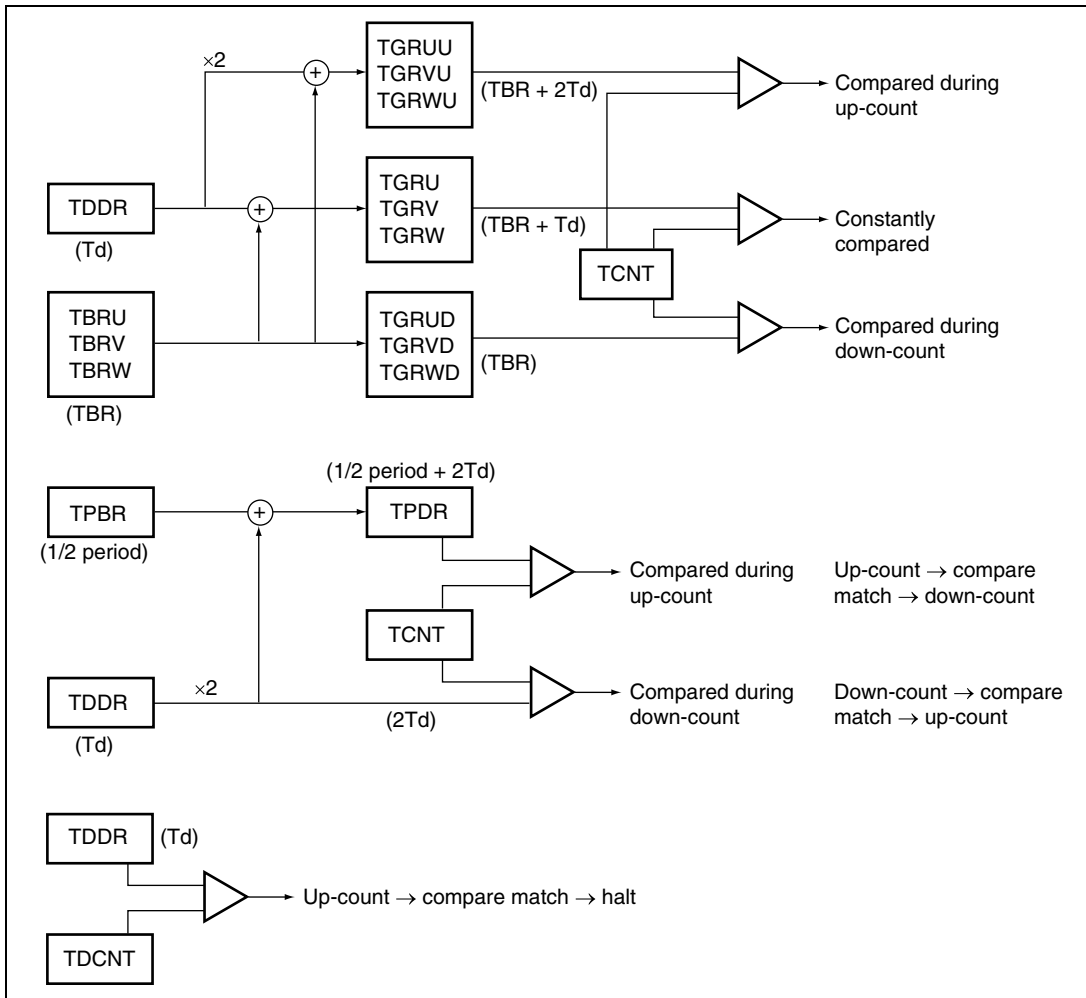 ×2
+
TGRUU
TGRVU
TGRWU
(TBR + 2Td)
Compared during
up-count
TDDR
(Td)
+
TGRU
TGRV
TGRW
(TBR + Td)
TCNT
Constantly
compared
TBRU
TBRV
TBRW
(TBR)
TGRUD
TGRVD
TGRWD
(TBR)
Compared during
down-count
(1/2 period + 2Td)
TPBR
(1/2 period)
+
TPDR
Compared during
up-count
Up-count → compare
match → down-count
TCNT
TDDR
(Td)
×2
(2Td)
Compared during
down-count
Down-count → compare
match → up-count
TDDR
(Td)
Up-count → compare match → halt
TDCNT